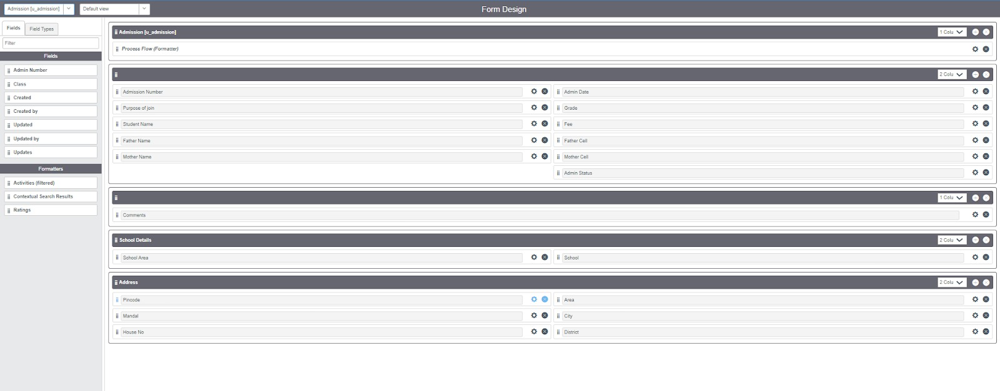 Admission [u_admission]
Default view
Form Design
Fields
Field Types
Filter
Fields
Admin Number
Class
Created
Created by
Updated
Updated by
Updates
Formatters
Activities (filtered)
Contextual Search Results
Ratings
Admission [u_admission]
1 Colu
Process Flow (Formatter)
2 Colu
Admission Number
Admin Date
Purpose of join
Grade
Student Name
Fee
Father Name
Father Cell
Mother Name
Mother Cell
Admin Status
1 Colu
Comments
School Details
2 Colu
School Area
School
Address
2 Colu
Pincode
Area
Mandal
City
House No
District